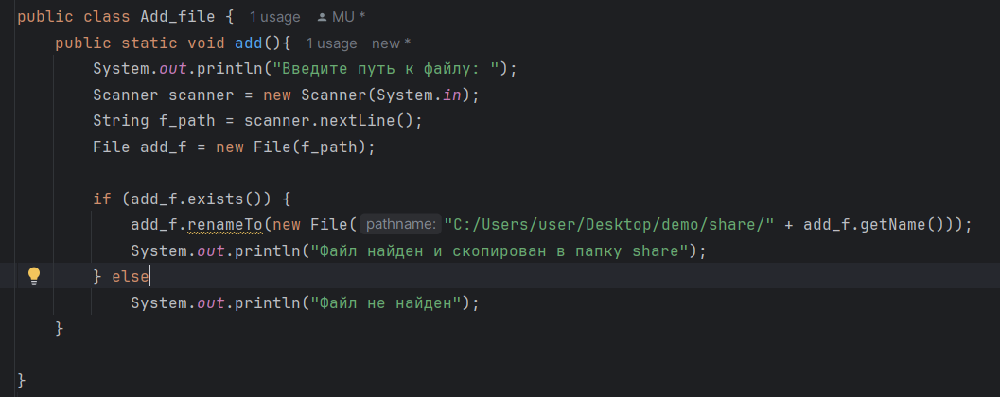 public class Add_file { 1 usage MU *
public static void add(){ 1 usage new *
System.out.println("Введите путь к файлу: ");
Scanner scanner = new Scanner(System.in);
String f_path = scanner.nextLine();
File add_f = new File(f_path);
if (add_f.exists()) {
add_f.renameTo(new File( pathname: "C:/Users/user/Desktop/demo/share/" + add_f.getName()));
System.out.println("Файл найден и скопирован в папку share");
} else
System.out.println("Файл не найден");
}
}